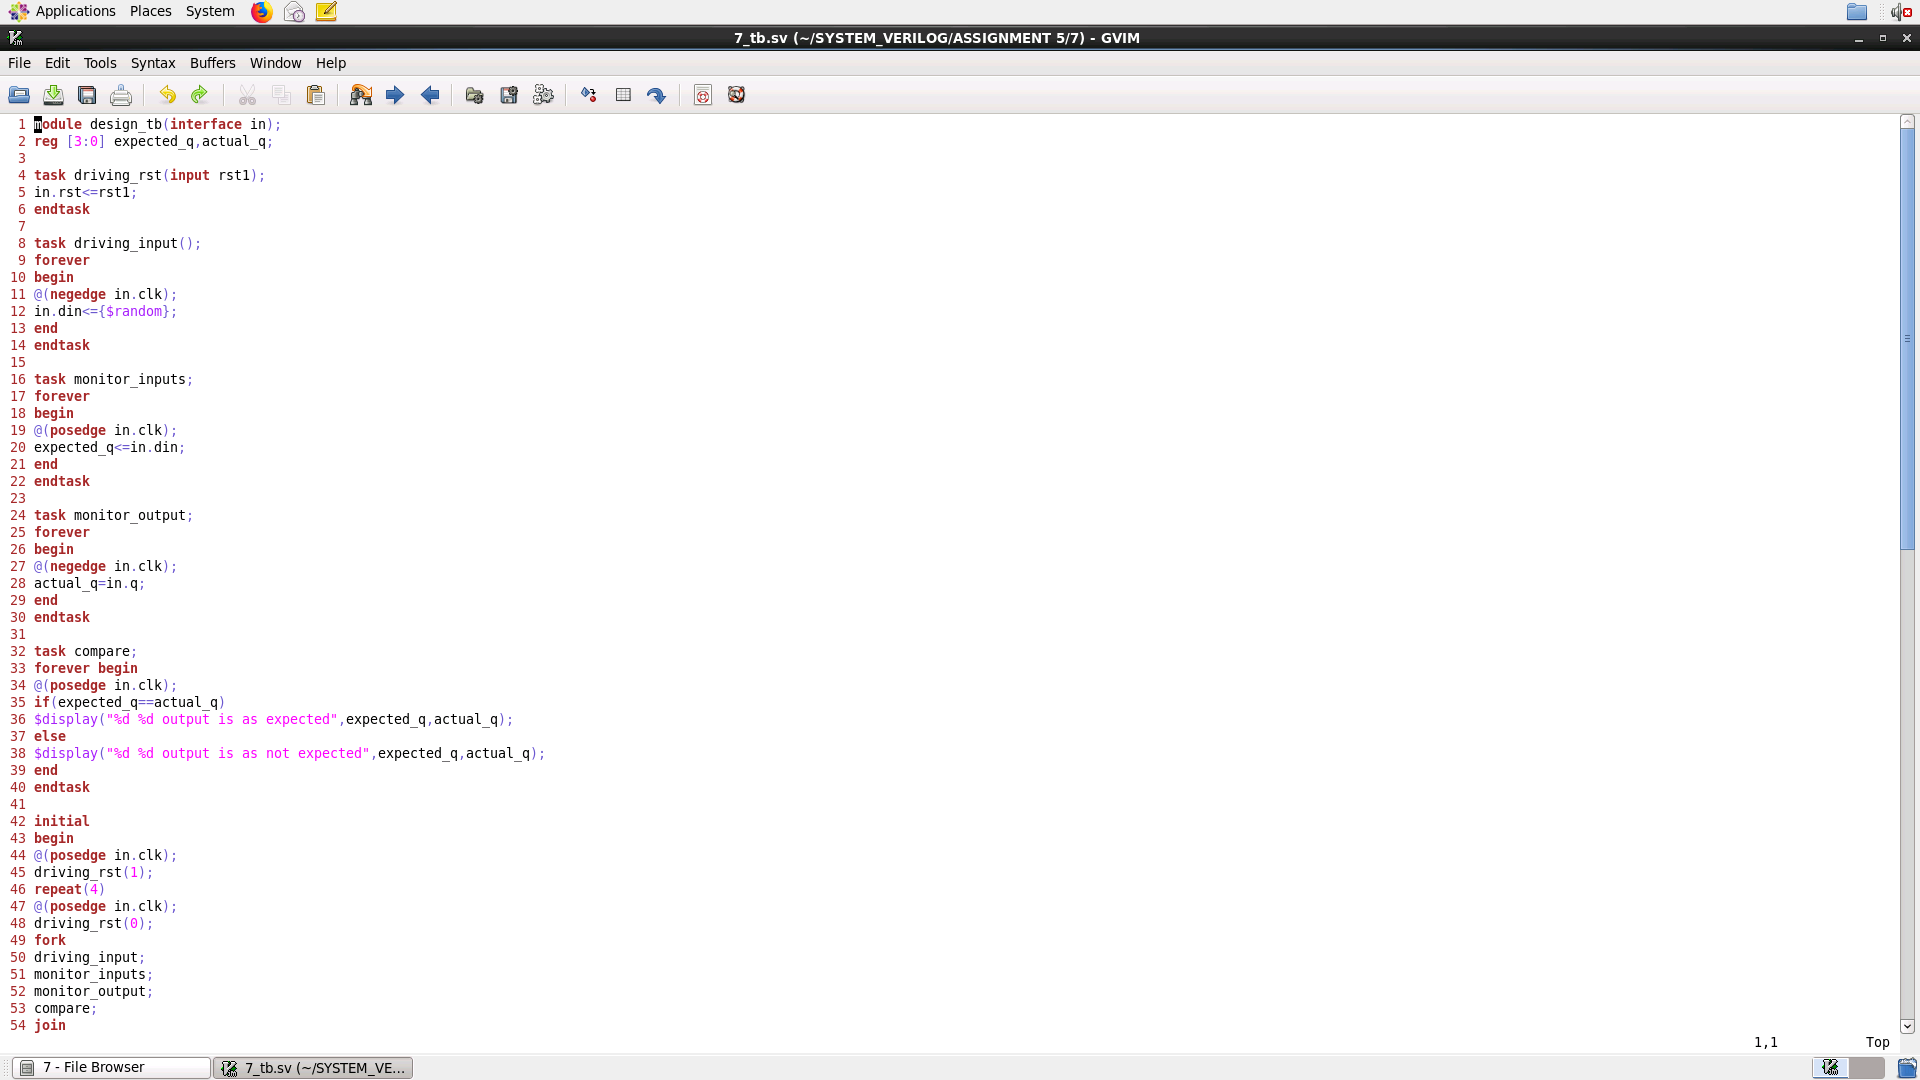 Applications Places System
7_tb.sv (~/SYSTEM_VERILOG/ASSIGNMENT 5/7) - GVIM
File Edit Tools Syntax Buffers Window Help
1 module design_tb(interface in);
2 reg [3:0] expected_q,actual_q;
3
4 task driving_rst(input rst1);
5 in.rst<=rst1;
6 endtask
7
8 task driving_input();
9 forever
10 begin
11 @(negedge in.clk);
12 in.din<={$random};
13 end
14 endtask
15
16 task monitor_inputs;
17 forever
18 begin
19 @(posedge in.clk);
20 expected_q<=in.din;
21 end
22 endtask
23
24 task monitor_output;
25 forever
26 begin
27 @(negedge in.clk);
28 actual_q=in.q;
29 end
30 endtask
31
32 task compare;
33 forever begin
34 @(posedge in.clk);
35 if(expected_q==actual_q)
36 $display("%d %d output is as expected",expected_q,actual_q);
37 else
38 $display("%d %d output is as not expected",expected_q,actual_q);
39 end
40 endtask
41
42 initial
43 begin
44 @(posedge in.clk);
45 driving_rst(1);
46 repeat(4)
47 @(posedge in.clk);
48 driving_rst(0);
49 fork
50 driving_input;
51 monitor_inputs;
52 monitor_output;
53 compare;
54 join
1,1 Top
7 - File Browser 7_tb.sv (~/SYSTEM_VE...